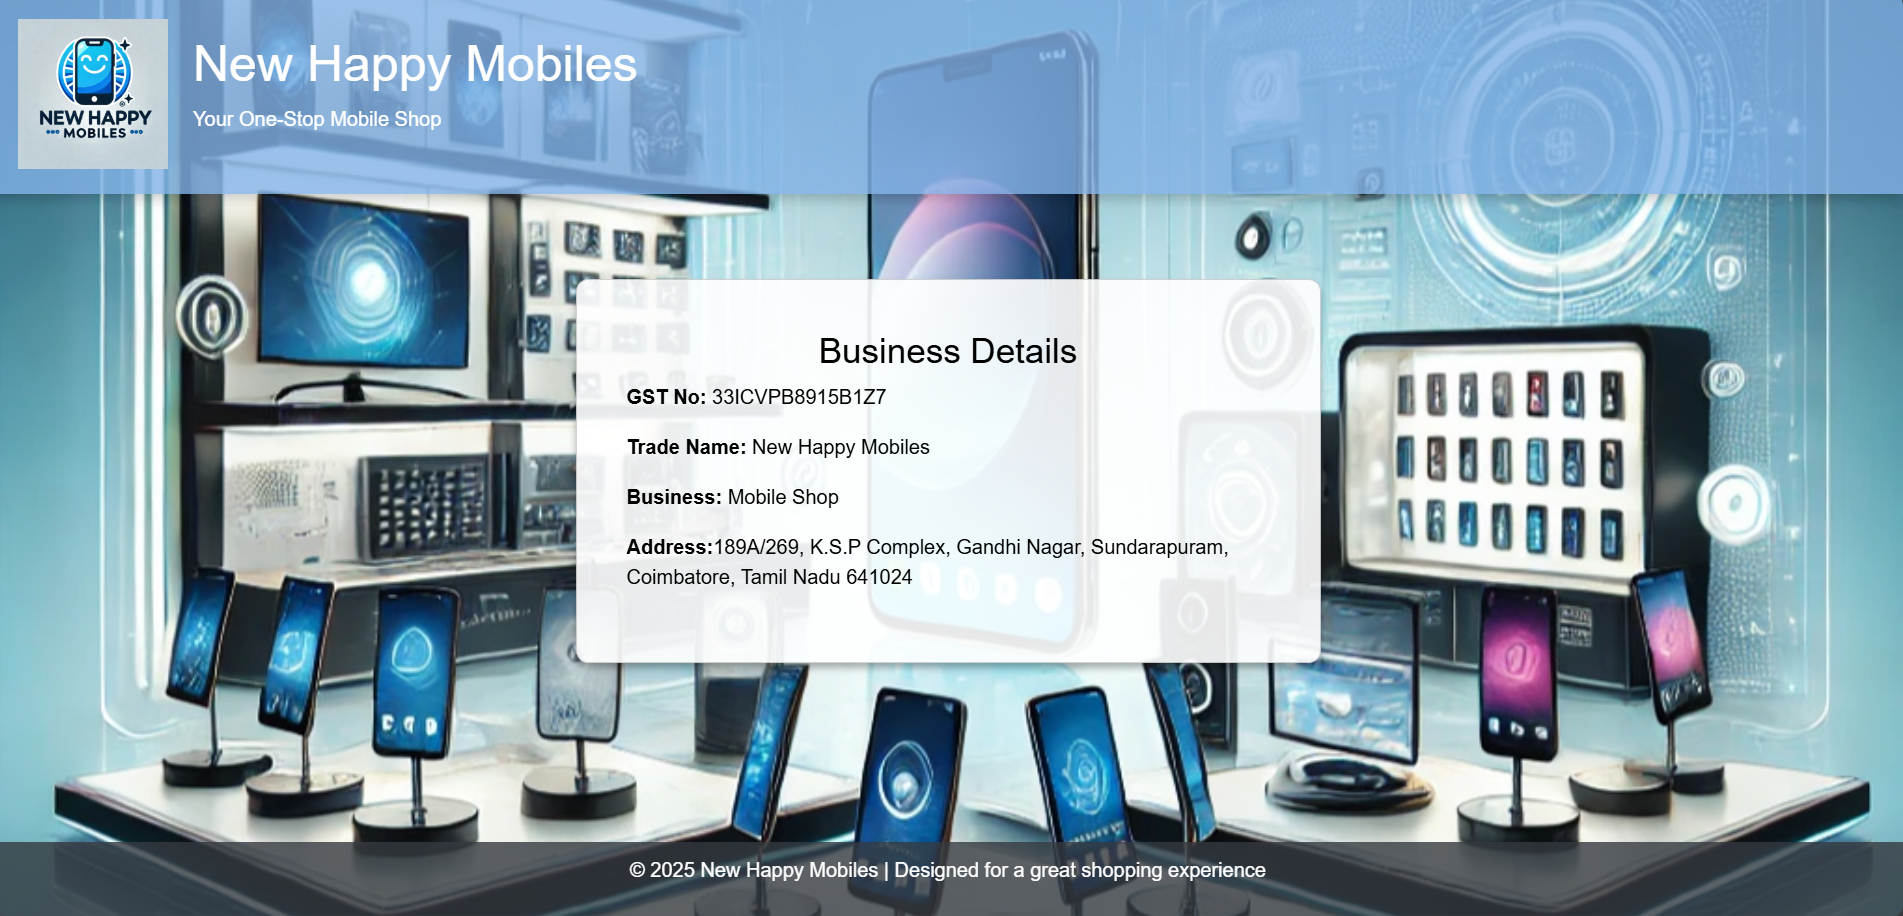 NEW HAPPY
MOBILES
New Happy Mobiles
Your One-Stop Mobile Shop
Business Details
GST No: 33ICVPB8915B1Z7
Trade Name: New Happy Mobiles
Business: Mobile Shop
Address:189A/269, K.S.P Complex, Gandhi Nagar, Sundarapuram,
Coimbatore, Tamil Nadu 641024
© 2025 New Happy Mobiles | Designed for a great shopping experience